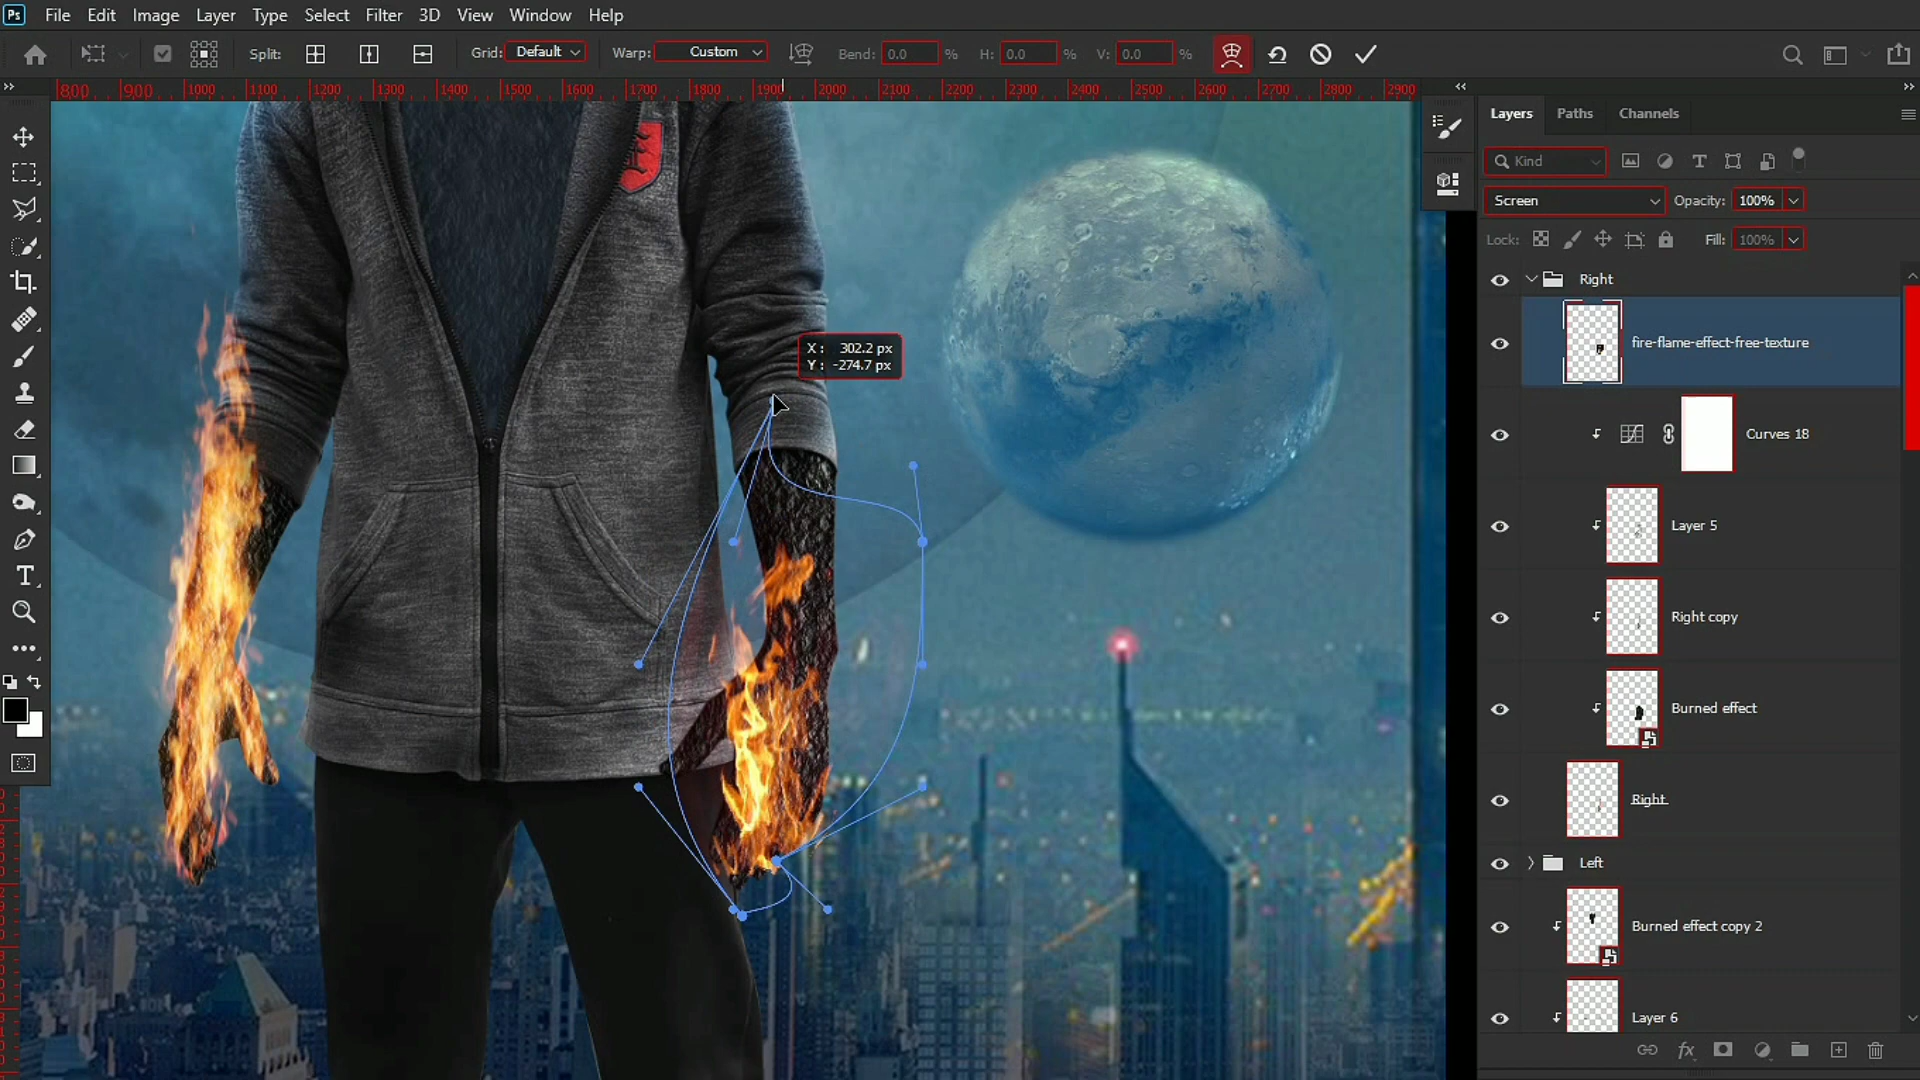 Ps File Edit Image Layer Type Select Filter 3D View Window Help
Split: Grid: Default Warp: Custom Bend: 0.0 % H: 0.0 % V: 0.0 %
800 900 1000 1100 1200 1300 1400 1500 1600 1700 1800 1900 2000 2100 2200 2300 2400 2500 2600 2700 2800 2900
X : 302.2 px
Y : -274.7 px
Layers Paths Channels
Kind
Screen Opacity: 100%
Lock: Fill: 100%
Right
fire-flame-effect-free-texture
Curves 18
Layer 5
Right copy
Burned effect
Right
Left
Burned effect copy 2
Layer 6
fx